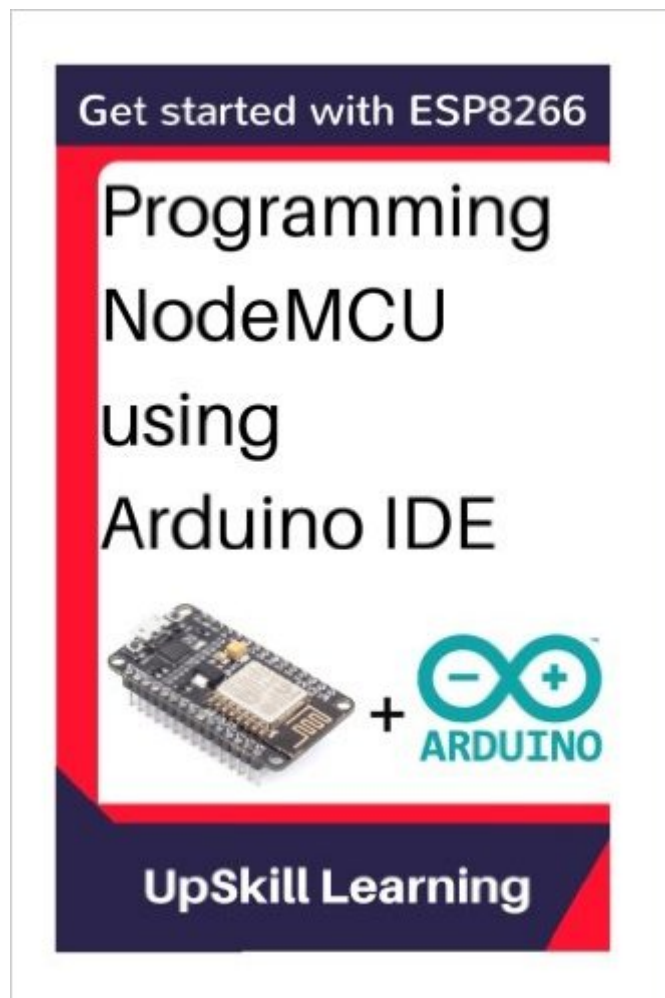 Get started with ESP8266
Programming
NodeMCU
using
Arduino IDE
+
ARDUINO
UpSkill Learning